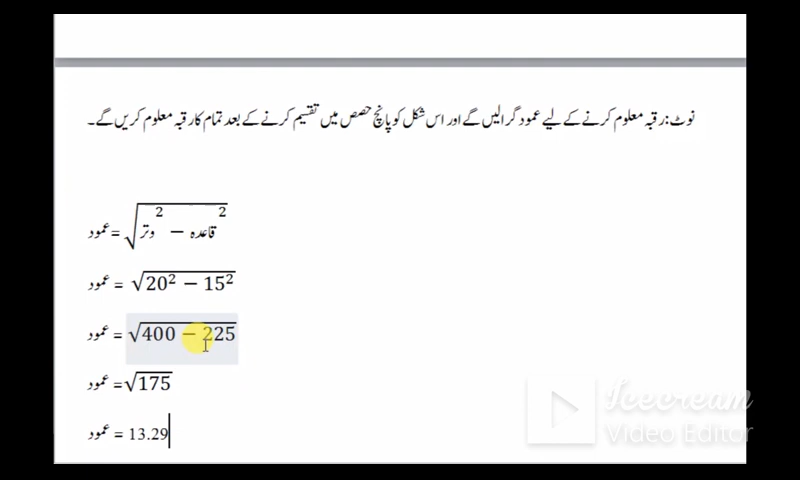 نوٹ: رقبہ معلوم کرنے کے لیے عمود گرا لیں گے اور اس شکل کو پانچ حصص میں تقسیم کرنے کے بعد تمام کا رقبہ معلوم کریں گے۔
عمود = √(وتر² − قاعدہ²)
عمود = √(20² − 15²)
عمود = √(400 − 225)
عمود = √175
عمود = 13.29
Icecream
Video Editor